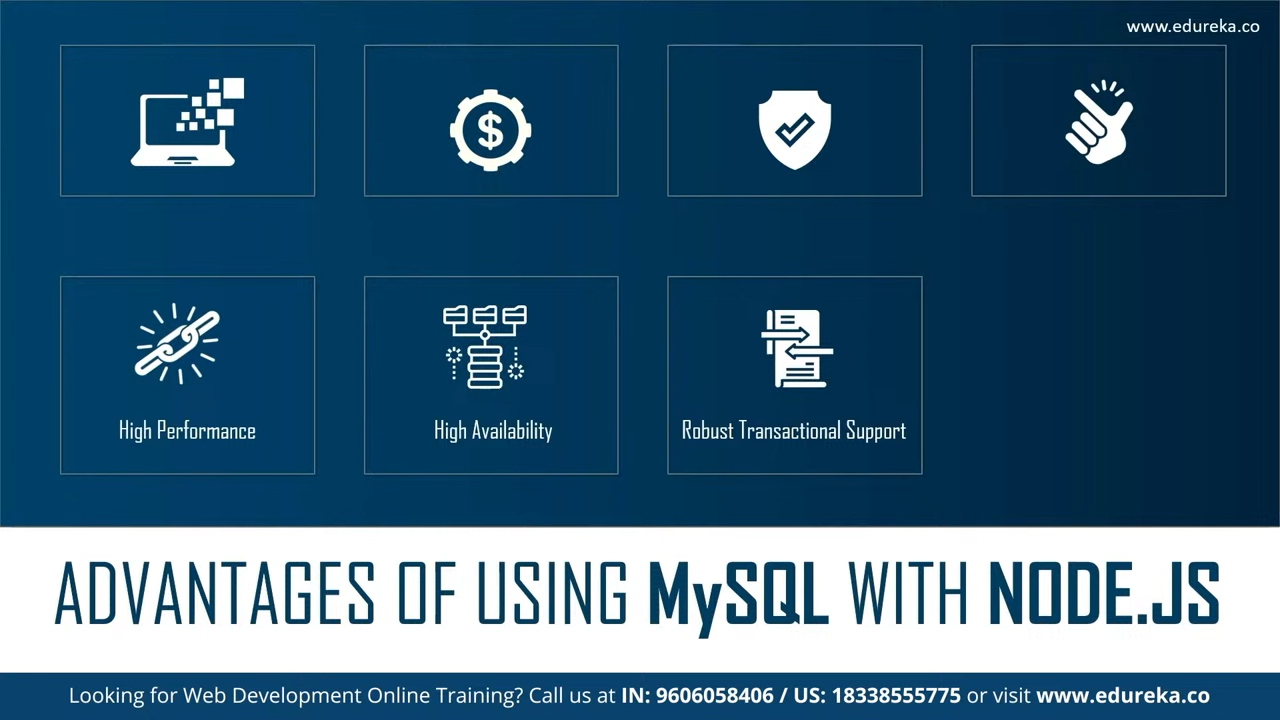 www.edureka.co
High Performance
High Availability
Robust Transactional Support
ADVANTAGES OF USING MySQL WITH NODE.JS
Looking for Web Development Online Training? Call us at IN: 9606058406 / US: 18338555775 or visit www.edureka.co